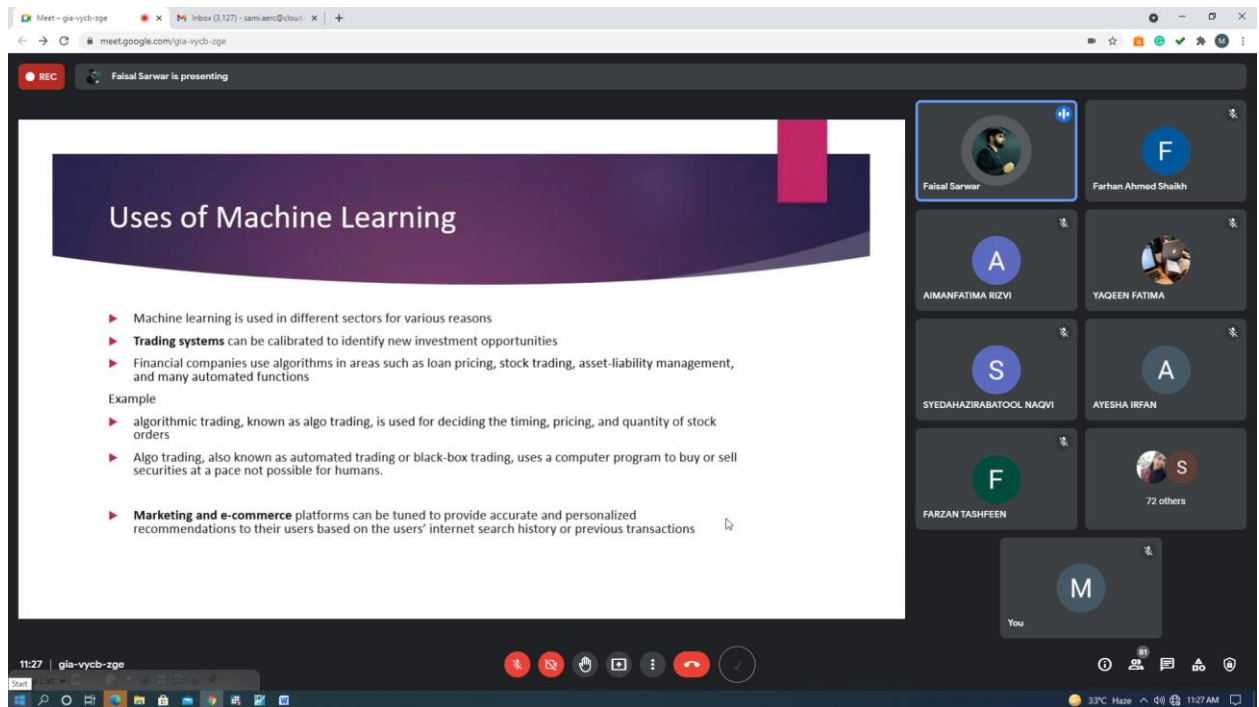 Meet – gia-vycb-zge
Inbox (3,127) - sami.aerc@cloud.
meet.google.com/gia-vycb-zge
M
REC
Faisal Sarwar is presenting
Uses of Machine Learning
Machine learning is used in different sectors for various reasons
Trading systems can be calibrated to identify new investment opportunities
Financial companies use algorithms in areas such as loan pricing, stock trading, asset-liability management,
and many automated functions
Example
algorithmic trading, known as algo trading, is used for deciding the timing, pricing, and quantity of stock
orders
Algo trading, also known as automated trading or black-box trading, uses a computer program to buy or sell
securities at a pace not possible for humans.
Marketing and e-commerce platforms can be tuned to provide accurate and personalized
recommendations to their users based on the users' internet search history or previous transactions
Faisal Sarwar
F
Farhan Ahmed Shaikh
A
AIMANFATIMA RIZVI
YAQEEN FATIMA
S
SYEDAHAZIRABATOOL NAQVI
A
AYESHA IRFAN
F
FARZAN TASHFEEN
S
72 others
M
You
11:27 | gia-vycb-zge
81
Start
33°C Haze
11:27 AM